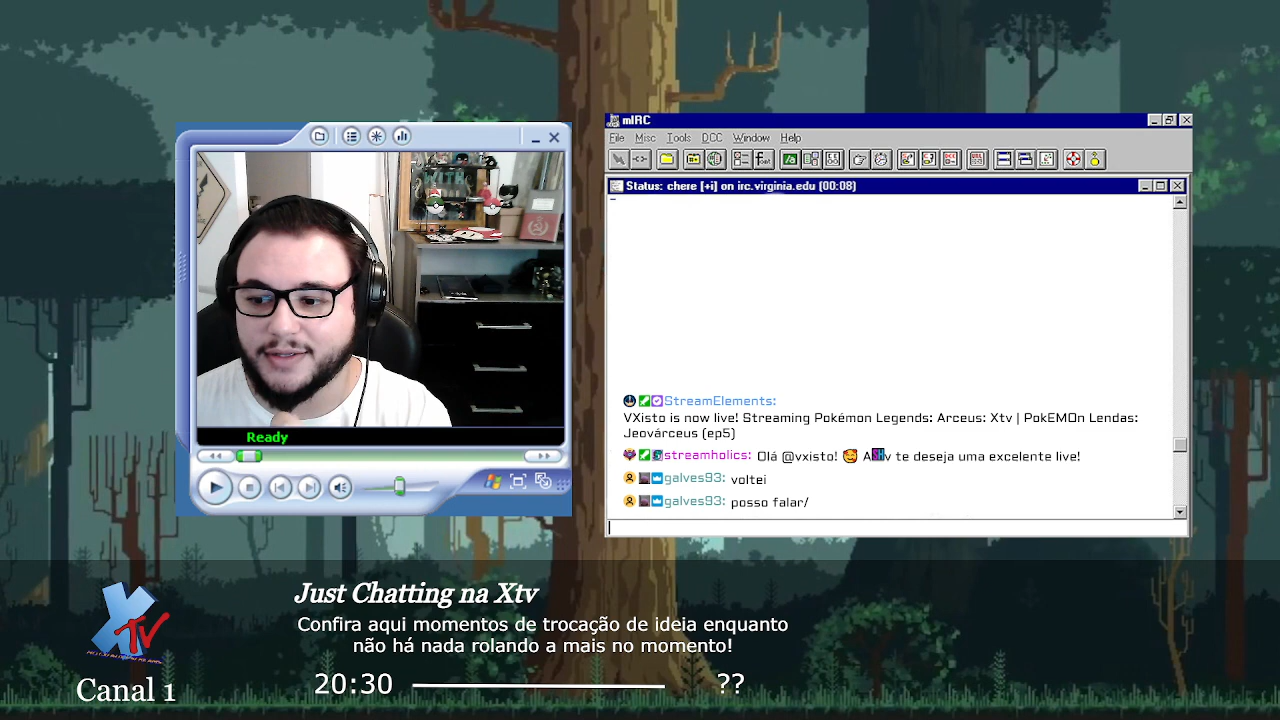 mIRC
File Misc Tools DCC Window Help
Status: chere [+i] on irc.virginia.edu (00:08)
StreamElements:
VXisto is now live! Streaming Pokémon Legends: Arceus: Xtv | PokEMOn Lendas:
Jeovárceus (ep5)
streamholics: Olá @vxisto! 🥰 A SH v te deseja uma excelente live!
galves93: voltei
galves93: posso falar/
Ready
Just Chatting na Xtv
Confira aqui momentos de trocação de ideia enquanto
não há nada rolando a mais no momento!
20:30 ??
XTV
Canal 1